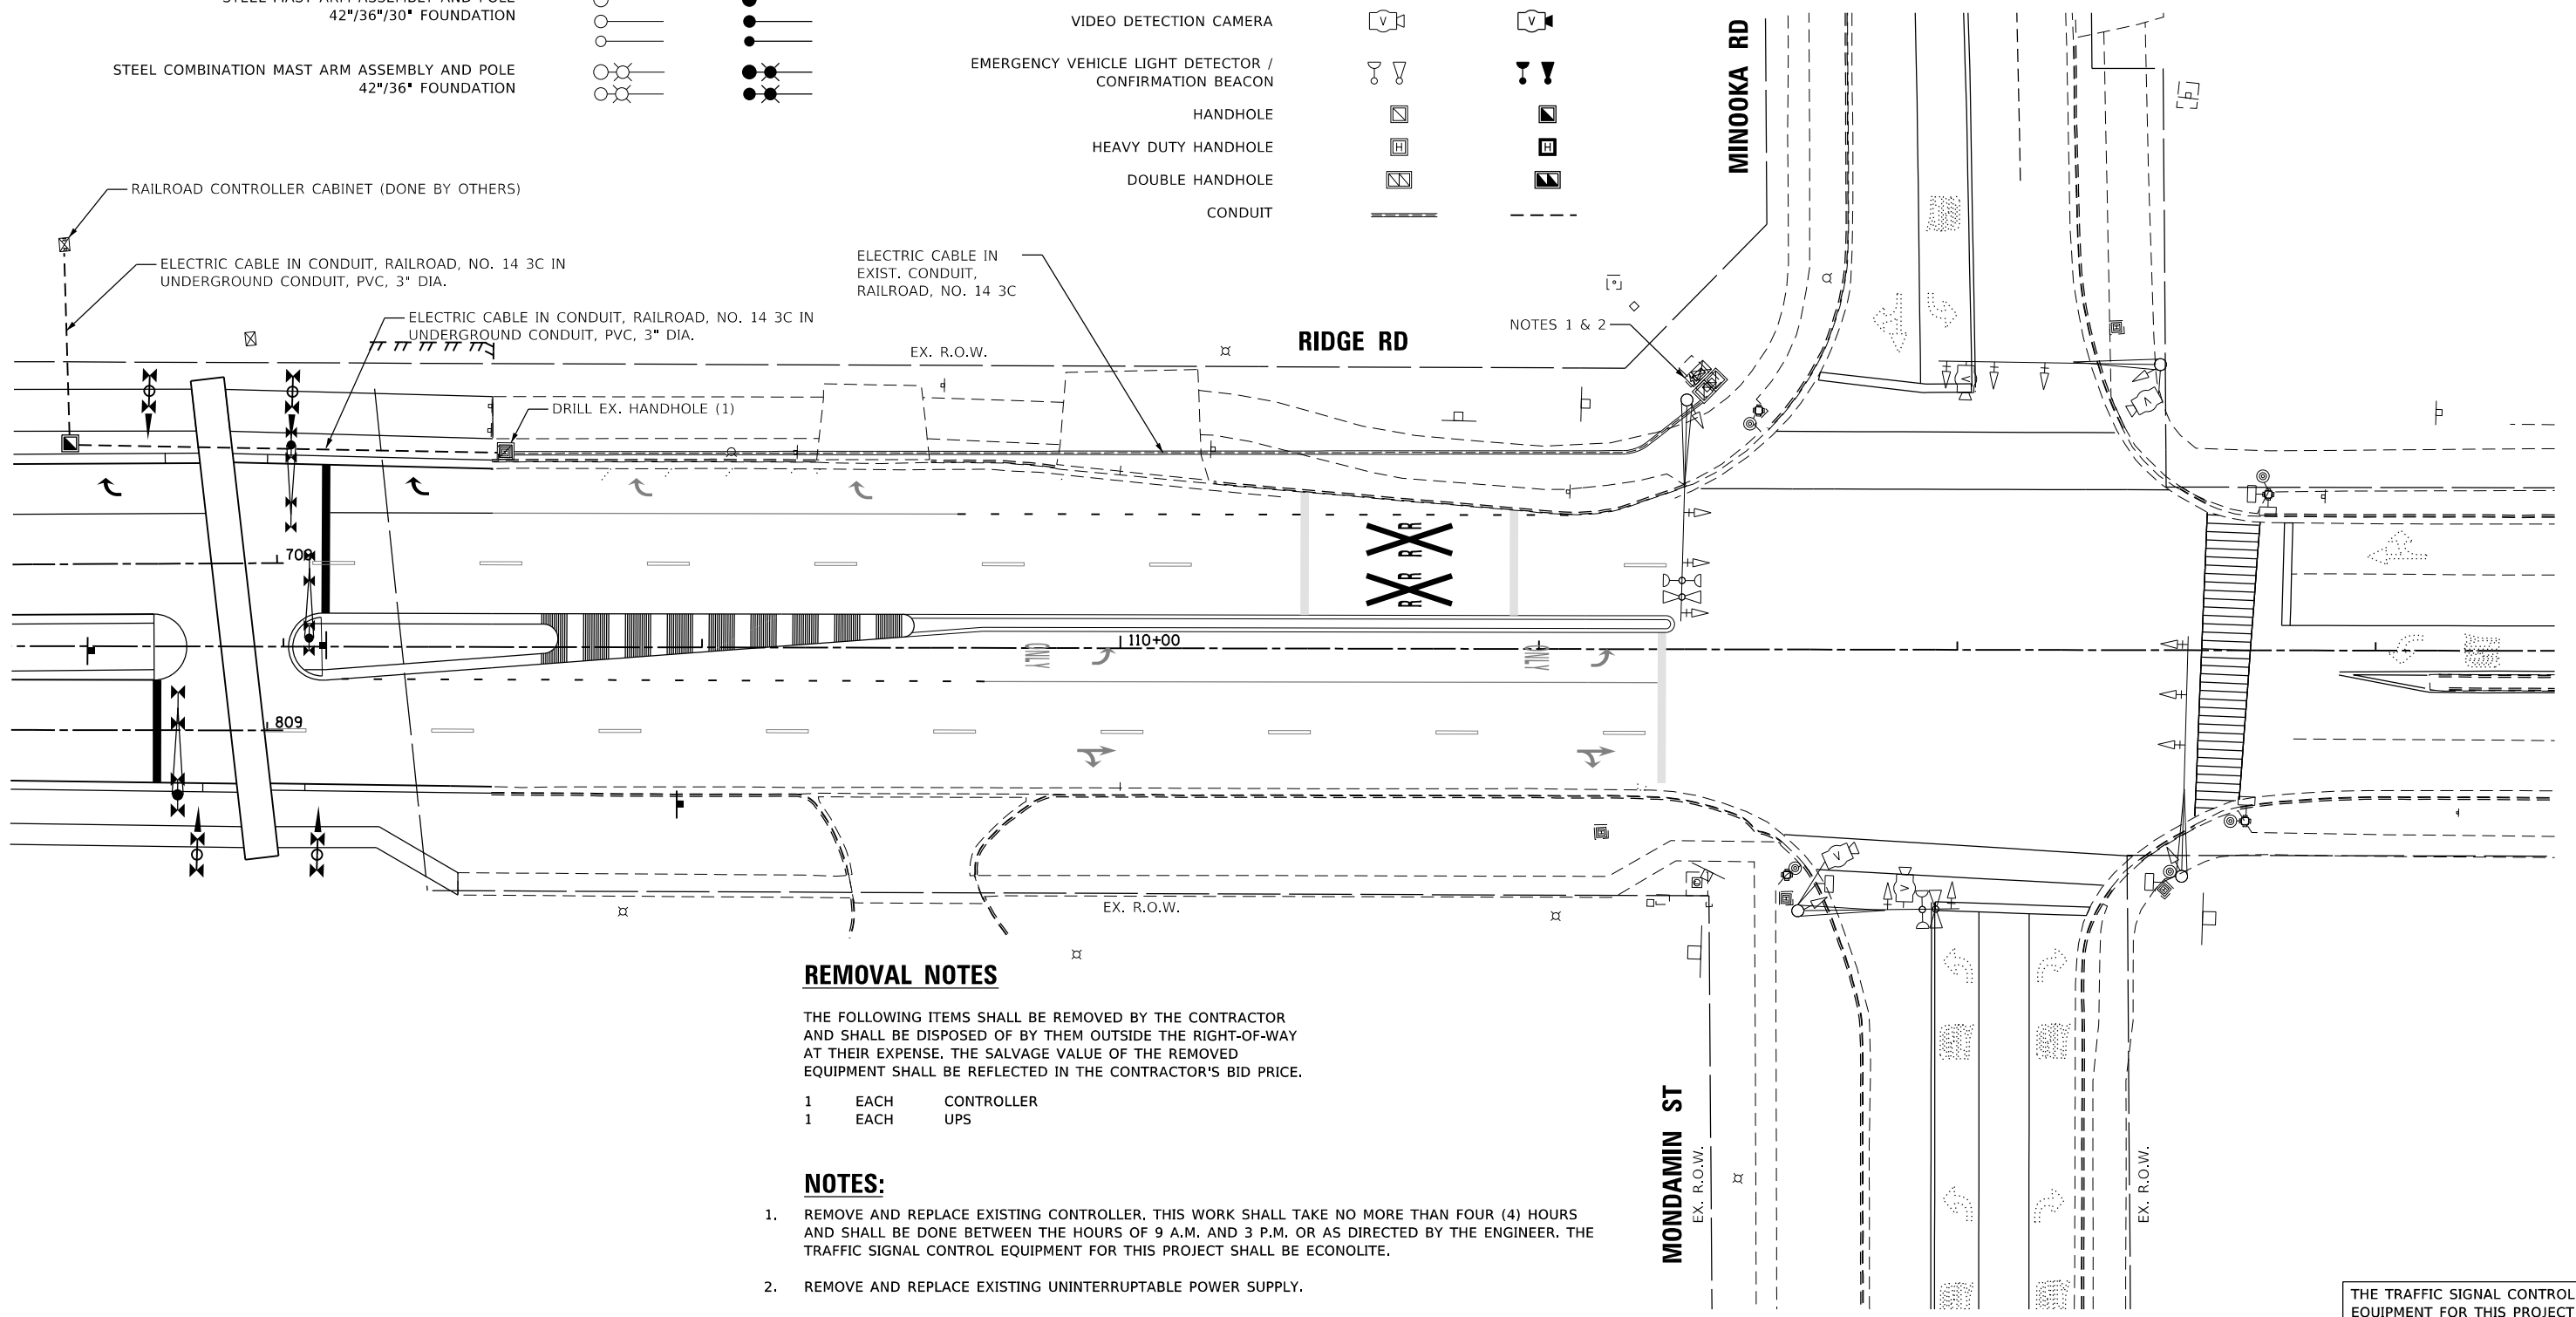 STEEL MAST ARM ASSEMBLY AND POLE
42"/36"/30" FOUNDATION
STEEL COMBINATION MAST ARM ASSEMBLY AND POLE
42"/36" FOUNDATION
VIDEO DETECTION CAMERA
V
V
EMERGENCY VEHICLE LIGHT DETECTOR /
CONFIRMATION BEACON
HANDHOLE
HEAVY DUTY HANDHOLE
H
H
DOUBLE HANDHOLE
CONDUIT
MINOOKA RD
RAILROAD CONTROLLER CABINET (DONE BY OTHERS)
ELECTRIC CABLE IN CONDUIT, RAILROAD, NO. 14 3C IN
UNDERGROUND CONDUIT, PVC, 3" DIA.
ELECTRIC CABLE IN CONDUIT, RAILROAD, NO. 14 3C IN
UNDERGROUND CONDUIT, PVC, 3" DIA.
ELECTRIC CABLE IN
EXIST. CONDUIT,
RAILROAD, NO. 14 3C
EX. R.O.W.
RIDGE RD
NOTES 1 & 2
DRILL EX. HANDHOLE (1)
V
V
R R
R R
709
110+00
ONLY
ONLY
809
V
V
EX. R.O.W.
REMOVAL NOTES
THE FOLLOWING ITEMS SHALL BE REMOVED BY THE CONTRACTOR
AND SHALL BE DISPOSED OF BY THEM OUTSIDE THE RIGHT-OF-WAY
AT THEIR EXPENSE. THE SALVAGE VALUE OF THE REMOVED
EQUIPMENT SHALL BE REFLECTED IN THE CONTRACTOR'S BID PRICE.
1 EACH CONTROLLER
1 EACH UPS
NOTES:
1. REMOVE AND REPLACE EXISTING CONTROLLER. THIS WORK SHALL TAKE NO MORE THAN FOUR (4) HOURS
AND SHALL BE DONE BETWEEN THE HOURS OF 9 A.M. AND 3 P.M. OR AS DIRECTED BY THE ENGINEER. THE
TRAFFIC SIGNAL CONTROL EQUIPMENT FOR THIS PROJECT SHALL BE ECONOLITE.
2. REMOVE AND REPLACE EXISTING UNINTERRUPTABLE POWER SUPPLY.
MONDAMIN ST
EX. R.O.W.
EX. R.O.W.
THE TRAFFIC SIGNAL CONTROL
EQUIPMENT FOR THIS PROJECT